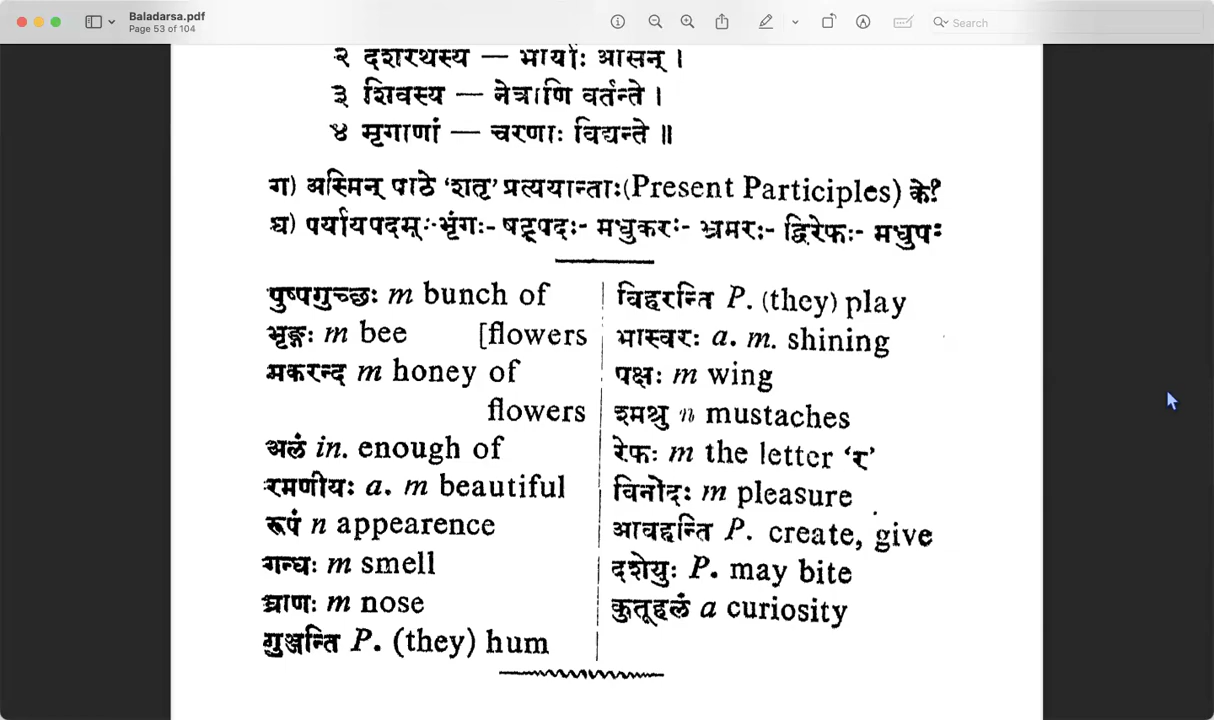 Baladarsa.pdf
Page 53 of 104
Search
२ दशरथस्य — भार्याः आसन् ।
३ शिवस्य — नेत्राणि वर्तन्ते ।
४ मृगाणां — चरणाः विद्यन्ते ॥
ग) अस्मिन् पाठे ‘शतृ’ प्रत्ययान्ताः(Present Participles) के?
घ) पर्यायपदम्ः-भृंगः- षट्पदः- मधुकरः- भ्रमरः- द्विरेफः- मधुपः
पुष्पगुच्छः m bunch of
भृङ्गः m bee [flowers
मकरन्द m honey of
flowers
अलं in. enough of
रमणीयः a. m beautiful
रूपं n appearence
गन्धः m smell
घ्राणः m nose
गुञ्जन्ति P. (they) hum
विहरन्ति P. (they) play
भास्वरः a. m. shining
पक्षः m wing
श्मश्रु n mustaches
रेफः m the letter ‘र’
विनोदः m pleasure
आवहन्ति P. create, give
दशेयुः P. may bite
कुतूहलं a curiosity